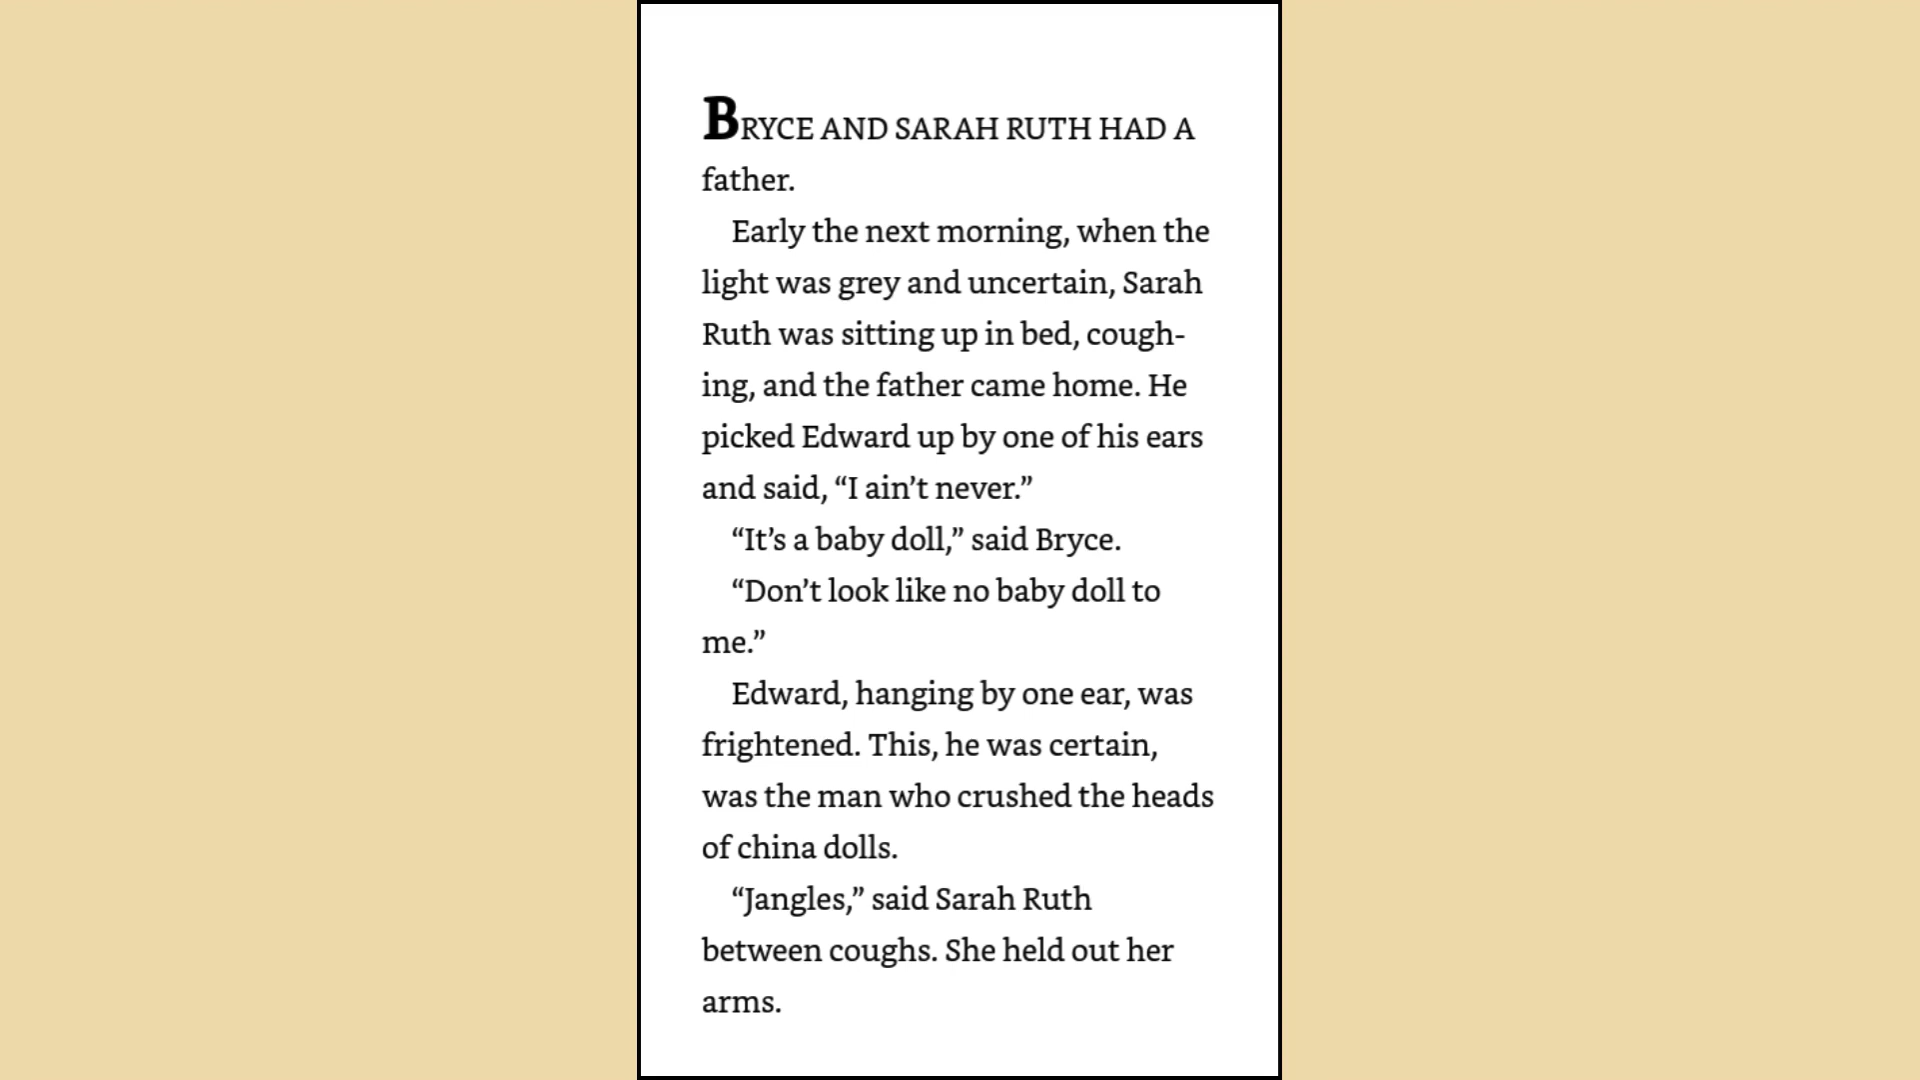 BRYCE AND SARAH RUTH HAD A
father.
Early the next morning, when the
light was grey and uncertain, Sarah
Ruth was sitting up in bed, cough-
ing, and the father came home. He
picked Edward up by one of his ears
and said, “I ain’t never.”
“It’s a baby doll,” said Bryce.
“Don’t look like no baby doll to
me.”
Edward, hanging by one ear, was
frightened. This, he was certain,
was the man who crushed the heads
of china dolls.
“Jangles,” said Sarah Ruth
between coughs. She held out her
arms.